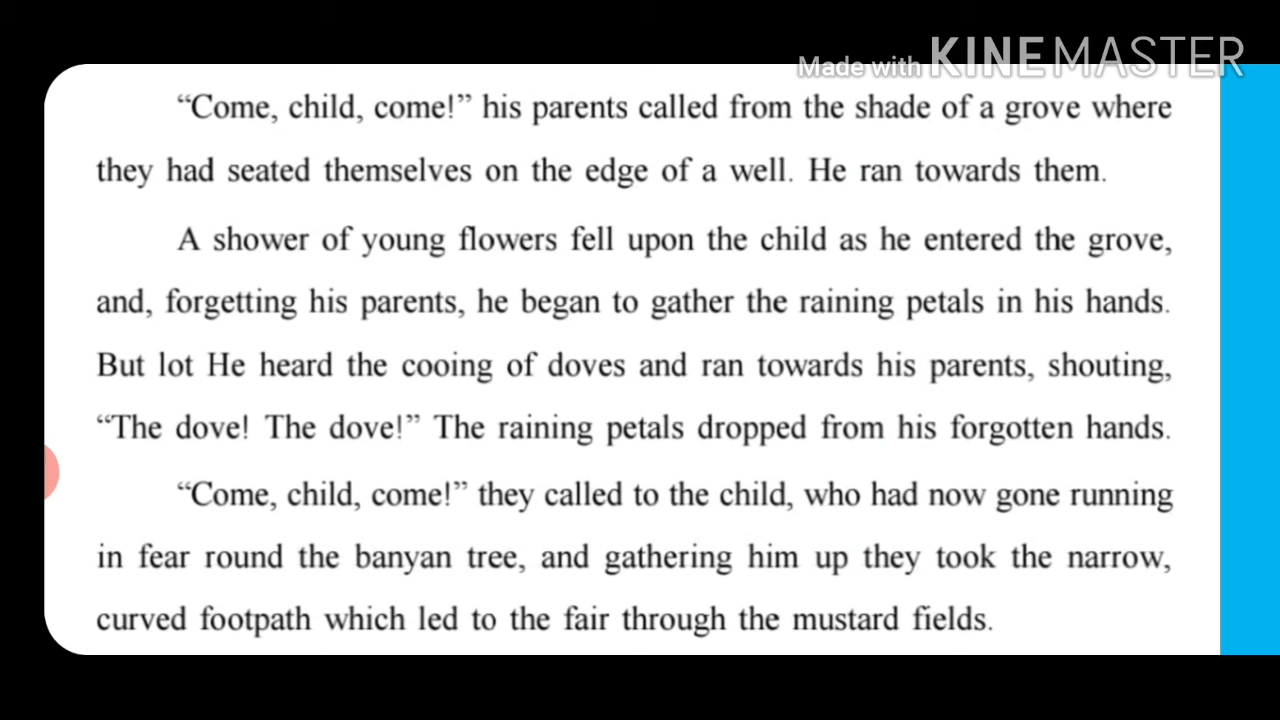 Made with KINEMASTER
“Come, child, come!” his parents called from the shade of a grove where
they had seated themselves on the edge of a well. He ran towards them.
A shower of young flowers fell upon the child as he entered the grove,
and, forgetting his parents, he began to gather the raining petals in his hands.
But lot He heard the cooing of doves and ran towards his parents, shouting,
“The dove! The dove!” The raining petals dropped from his forgotten hands.
“Come, child, come!” they called to the child, who had now gone running
in fear round the banyan tree, and gathering him up they took the narrow,
curved footpath which led to the fair through the mustard fields.